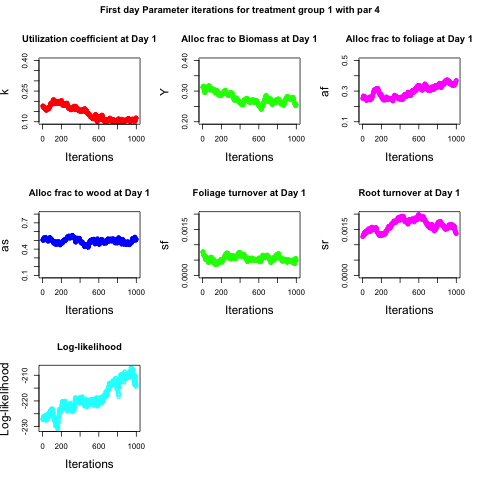 First day Parameter iterations for treatment group 1 with par 4
Utilization coefficient at Day 1
k
0.10 0.25 0.40
0 200 600 1000
Iterations
Alloc frac to Biomass at Day 1
Y
0.20 0.30 0.40
0 200 600 1000
Iterations
Alloc frac to foliage at Day 1
af
0.1 0.3 0.5
0 200 600 1000
Iterations
Alloc frac to wood at Day 1
as
0.1 0.4 0.7
0 200 600 1000
Iterations
Foliage turnover at Day 1
sf
0.0000 0.0015
0 200 600 1000
Iterations
Root turnover at Day 1
sr
0.0000 0.0015
0 200 600 1000
Iterations
Log-likelihood
Log-likelihood
-230 -210
0 200 600 1000
Iterations